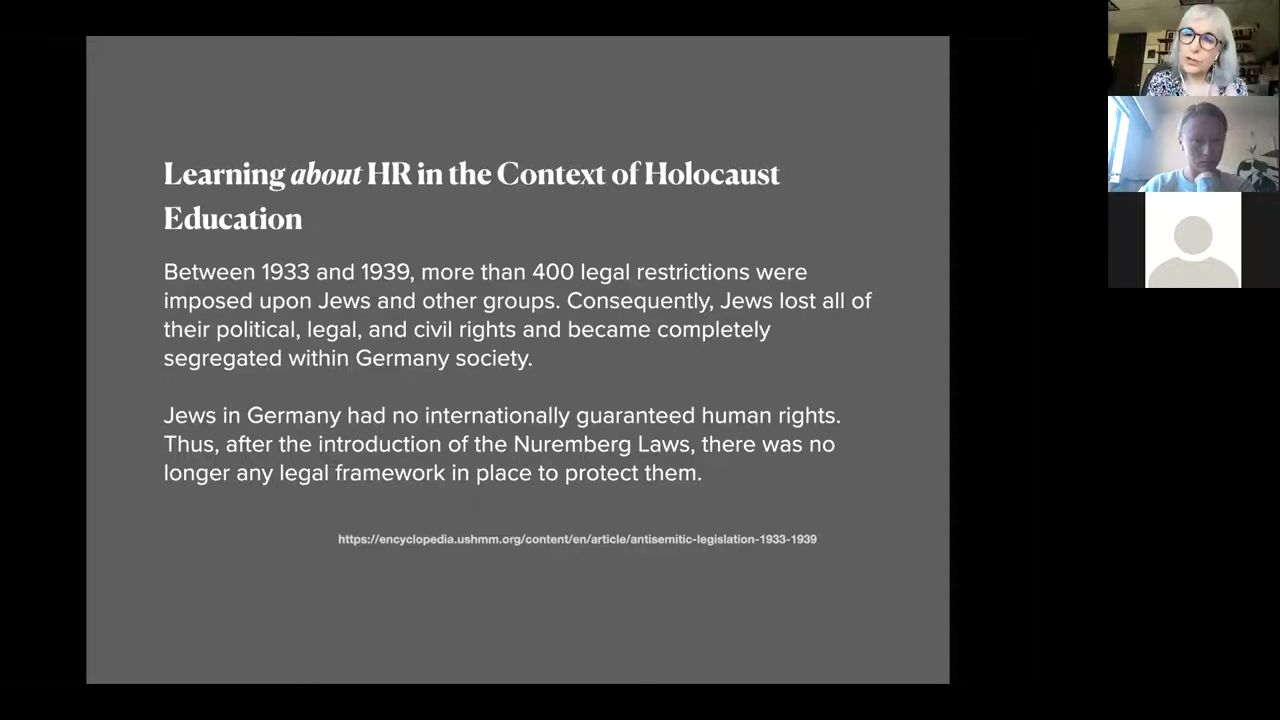 Learning about HR in the Context of Holocaust
Education
Between 1933 and 1939, more than 400 legal restrictions were
imposed upon Jews and other groups. Consequently, Jews lost all of
their political, legal, and civil rights and became completely
segregated within Germany society.
Jews in Germany had no internationally guaranteed human rights.
Thus, after the introduction of the Nuremberg Laws, there was no
longer any legal framework in place to protect them.
https://encyclopedia.ushmm.org/content/en/article/antisemitic-legislation-1933-1939